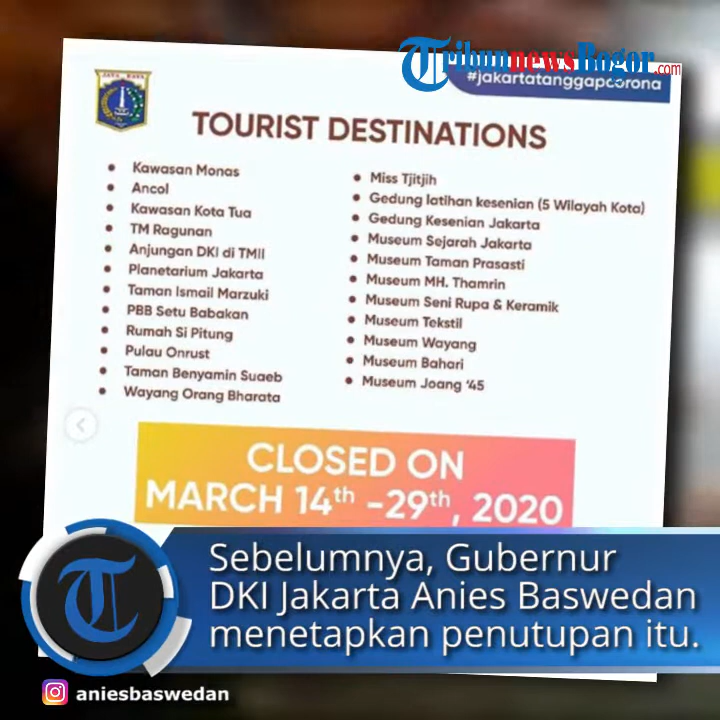 TribunnewsBogor.com
#jakartatanggapcorona
JAYA RAYA
TOURIST DESTINATIONS
• Kawasan Monas
• Ancol
• Kawasan Kota Tua
• TM Ragunan
• Anjungan DKI di TMII
• Planetarium Jakarta
• Taman Ismail Marzuki
• PBB Setu Babakan
• Rumah Si Pitung
• Pulau Onrust
• Taman Benyamin Suaeb
• Wayang Orang Bharata
• Miss Tjitjih
• Gedung latihan kesenian (5 Wilayah Kota)
• Gedung Kesenian Jakarta
• Museum Sejarah Jakarta
• Museum Taman Prasasti
• Museum MH. Thamrin
• Museum Seni Rupa & Keramik
• Museum Tekstil
• Museum Wayang
• Museum Bahari
• Museum Joang '45
CLOSED ON
MARCH 14th -29th, 2020
Sebelumnya, Gubernur
DKI Jakarta Anies Baswedan
menetapkan penutupan itu.
T
aniesbaswedan